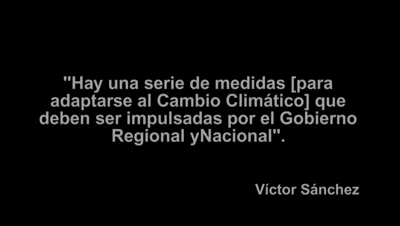 "Hay una serie de medidas [para
adaptarse al Cambio Climático] que
deben ser impulsadas por el Gobierno
Regional yNacional".
Víctor Sánchez